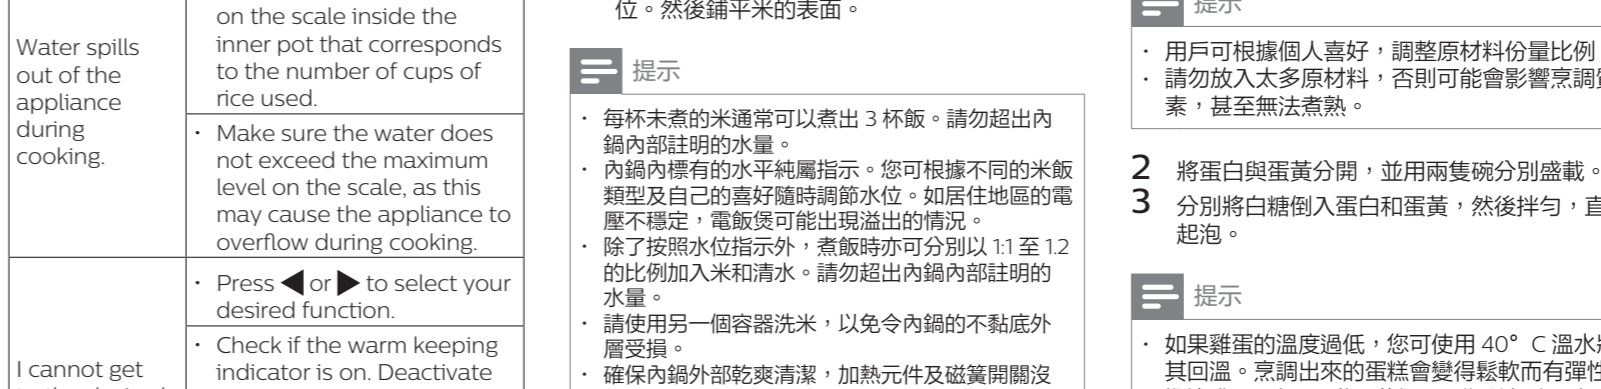 Water spills
out of the
appliance
during
cooking.
on the scale inside the
inner pot that corresponds
to the number of cups of
rice used.
· Make sure the water does
not exceed the maximum
level on the scale, as this
may cause the appliance to
overflow during cooking.
I cannot get
· Press ◀ or ▶ to select your
desired function.
· Check if the warm keeping
indicator is on. Deactivate
位。然後鋪平米的表面。
提示
· 每杯未煮的米通常可以煮出 3 杯飯。請勿超出內
鍋內部註明的水量。
· 內鍋內標有的水平純屬指示。您可根據不同的米飯
類型及自己的喜好隨時調節水位。如居住地區的電
壓不穩定，電飯煲可能出現溢出的情況。
· 除了按照水位指示外，煮飯時亦可分別以 1:1 至 1.2
的比例加入米和清水。請勿超出內鍋內部註明的
水量。
· 請使用另一個容器洗米，以免令內鍋的不黏底外
層受損。
· 確保內鍋外部乾爽清潔，加熱元件及磁簧開關沒
提示
· 用戶可根據個人喜好，調整原材料份量比例
· 請勿放入太多原材料，否則可能會影響烹調
素，甚至無法煮熟。
2 將蛋白與蛋黃分開，並用兩隻碗分別盛載。
3 分別將白糖倒入蛋白和蛋黃，然後拌勻，直
起泡。
提示
· 如果雞蛋的溫度過低，您可使用 40°C 溫水
其回溫。烹調出來的蛋糕會變得鬆軟而有彈性